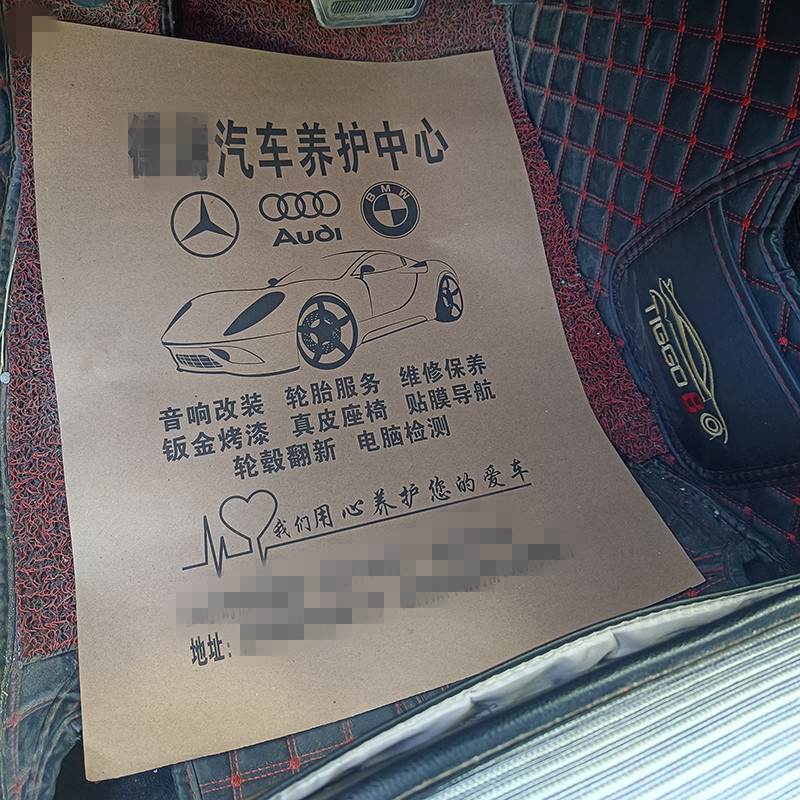 汽车养护中心
Audi
BMW
音响改装 轮胎服务 维修保养
钣金烤漆 真皮座椅 贴膜导航
轮毂翻新 电脑检测
我们用心养护您的爱车
地址：
TIGGO 8